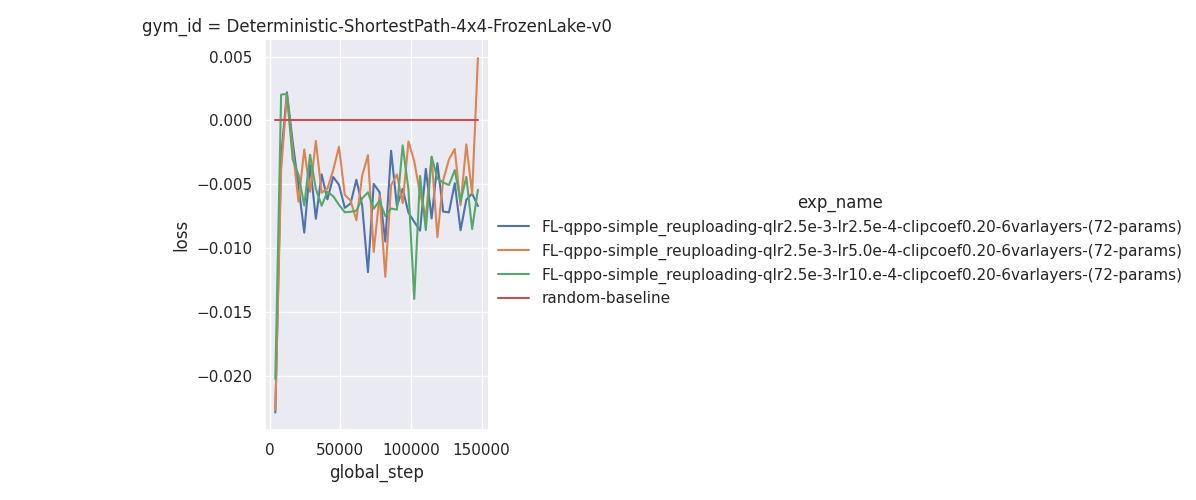 gym_id = Deterministic-ShortestPath-4x4-FrozenLake-v0
0.005
0.000
−0.005
−0.010
−0.015
−0.020
loss
0
50000
100000
150000
global_step
exp_name
FL-qppo-simple_reuploading-qlr2.5e-3-lr2.5e-4-clipcoef0.20-6varlayers-(72-params)
FL-qppo-simple_reuploading-qlr2.5e-3-lr5.0e-4-clipcoef0.20-6varlayers-(72-params)
FL-qppo-simple_reuploading-qlr2.5e-3-lr10.e-4-clipcoef0.20-6varlayers-(72-params)
random-baseline